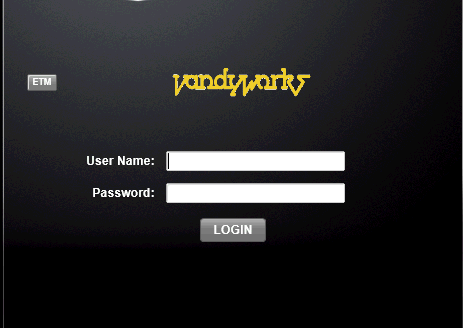 ETM
vandyworks
User Name:
Password:
LOGIN